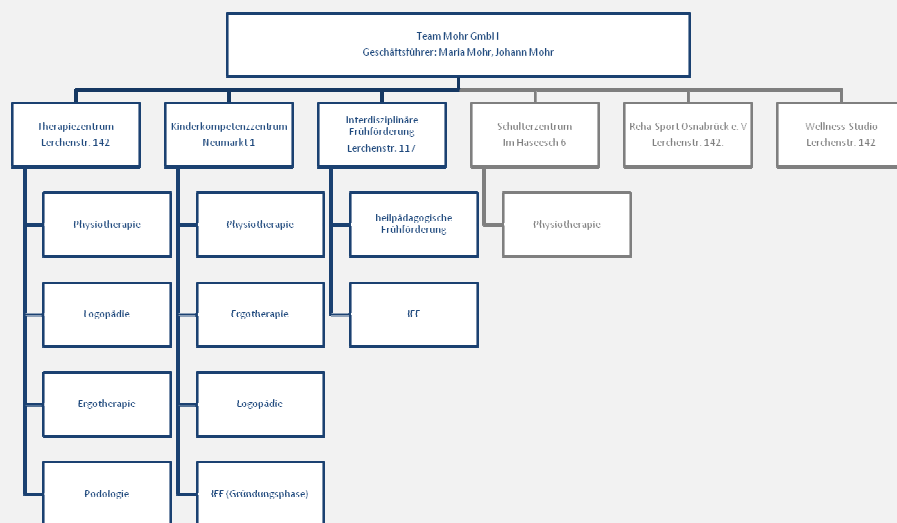 Team Mohr GmbH
Geschäftsführer: Maria Mohr, Johann Mohr
Therapiezentrum
Lerchenstr. 142
Kinderkompetenzzentrum
Neumarkt 1
Interdisziplinäre
Frühförderung
Lerchenstr. 117
Schulterzentrum
Im Haseesch 6
Reha-Sport Osnabrück e. V
Lerchenstr. 142.
Wellness-Studio
Lerchenstr. 142
Physiotherapie
Physiotherapie
heilpädagogische
Frühförderung
Physiotherapie
Logopädie
Ergotherapie
IFF
Ergotherapie
Logopädie
Podologie
IFF (Gründungsphase)